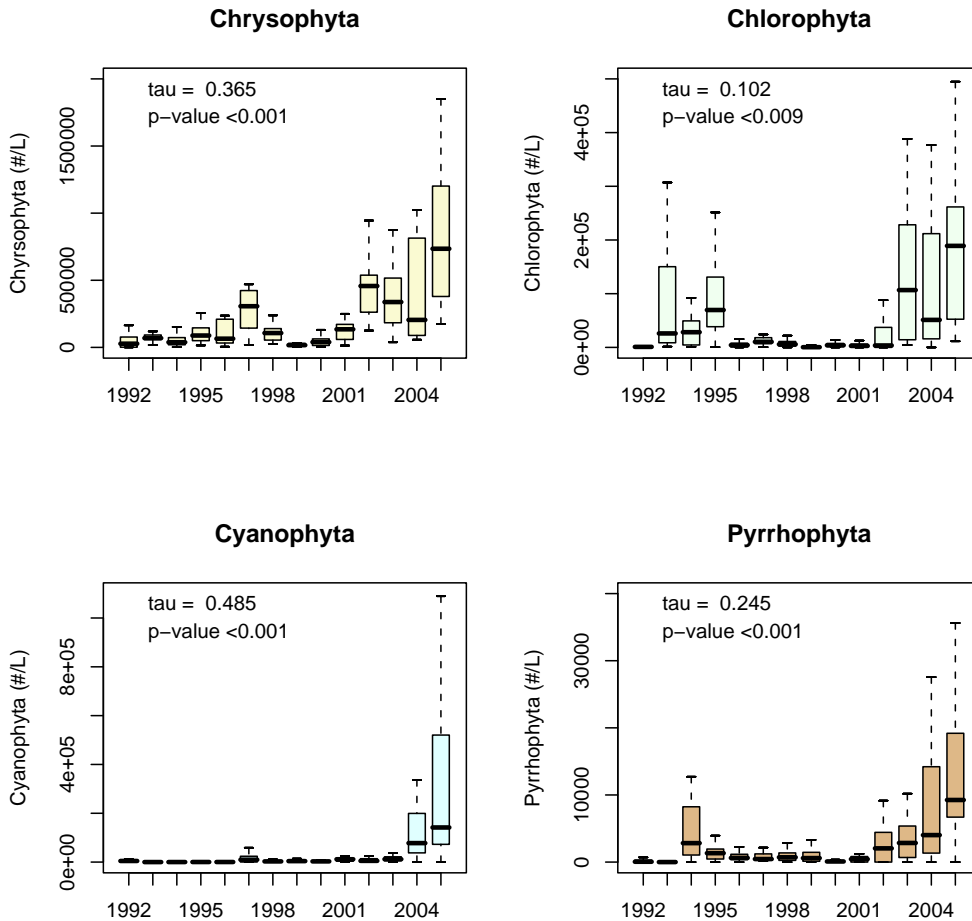 Chrysophyta
tau = 0.365
p−value <0.001
Chyrsophyta (#/L)
1500000
500000
0
1992 1995 1998 2001 2004
Chlorophyta
tau = 0.102
p−value <0.009
Chlorophyta (#/L)
4e+05
2e+05
0e+00
1992 1995 1998 2001 2004
Cyanophyta
tau = 0.485
p−value <0.001
Cyanophyta (#/L)
8e+05
4e+05
0e+00
1992 1995 1998 2001 2004
Pyrrhophyta
tau = 0.245
p−value <0.001
Pyrrhophyta (#/L)
30000
10000
0
1992 1995 1998 2001 2004